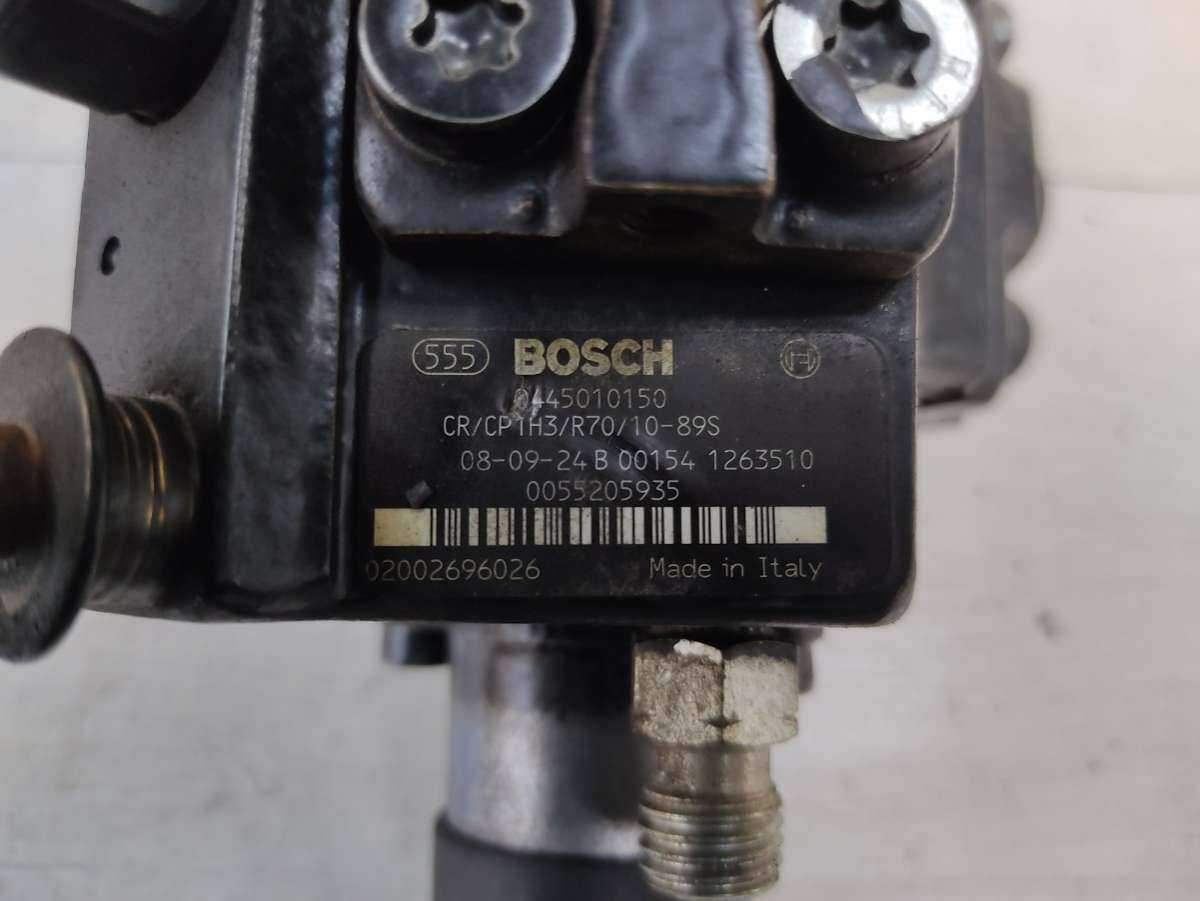 555 BOSCH
0445010150
CR/CP1H3/R70/10-89S
08-09-24 B 00154 1263510
0055205935
02002696026 Made in Italy